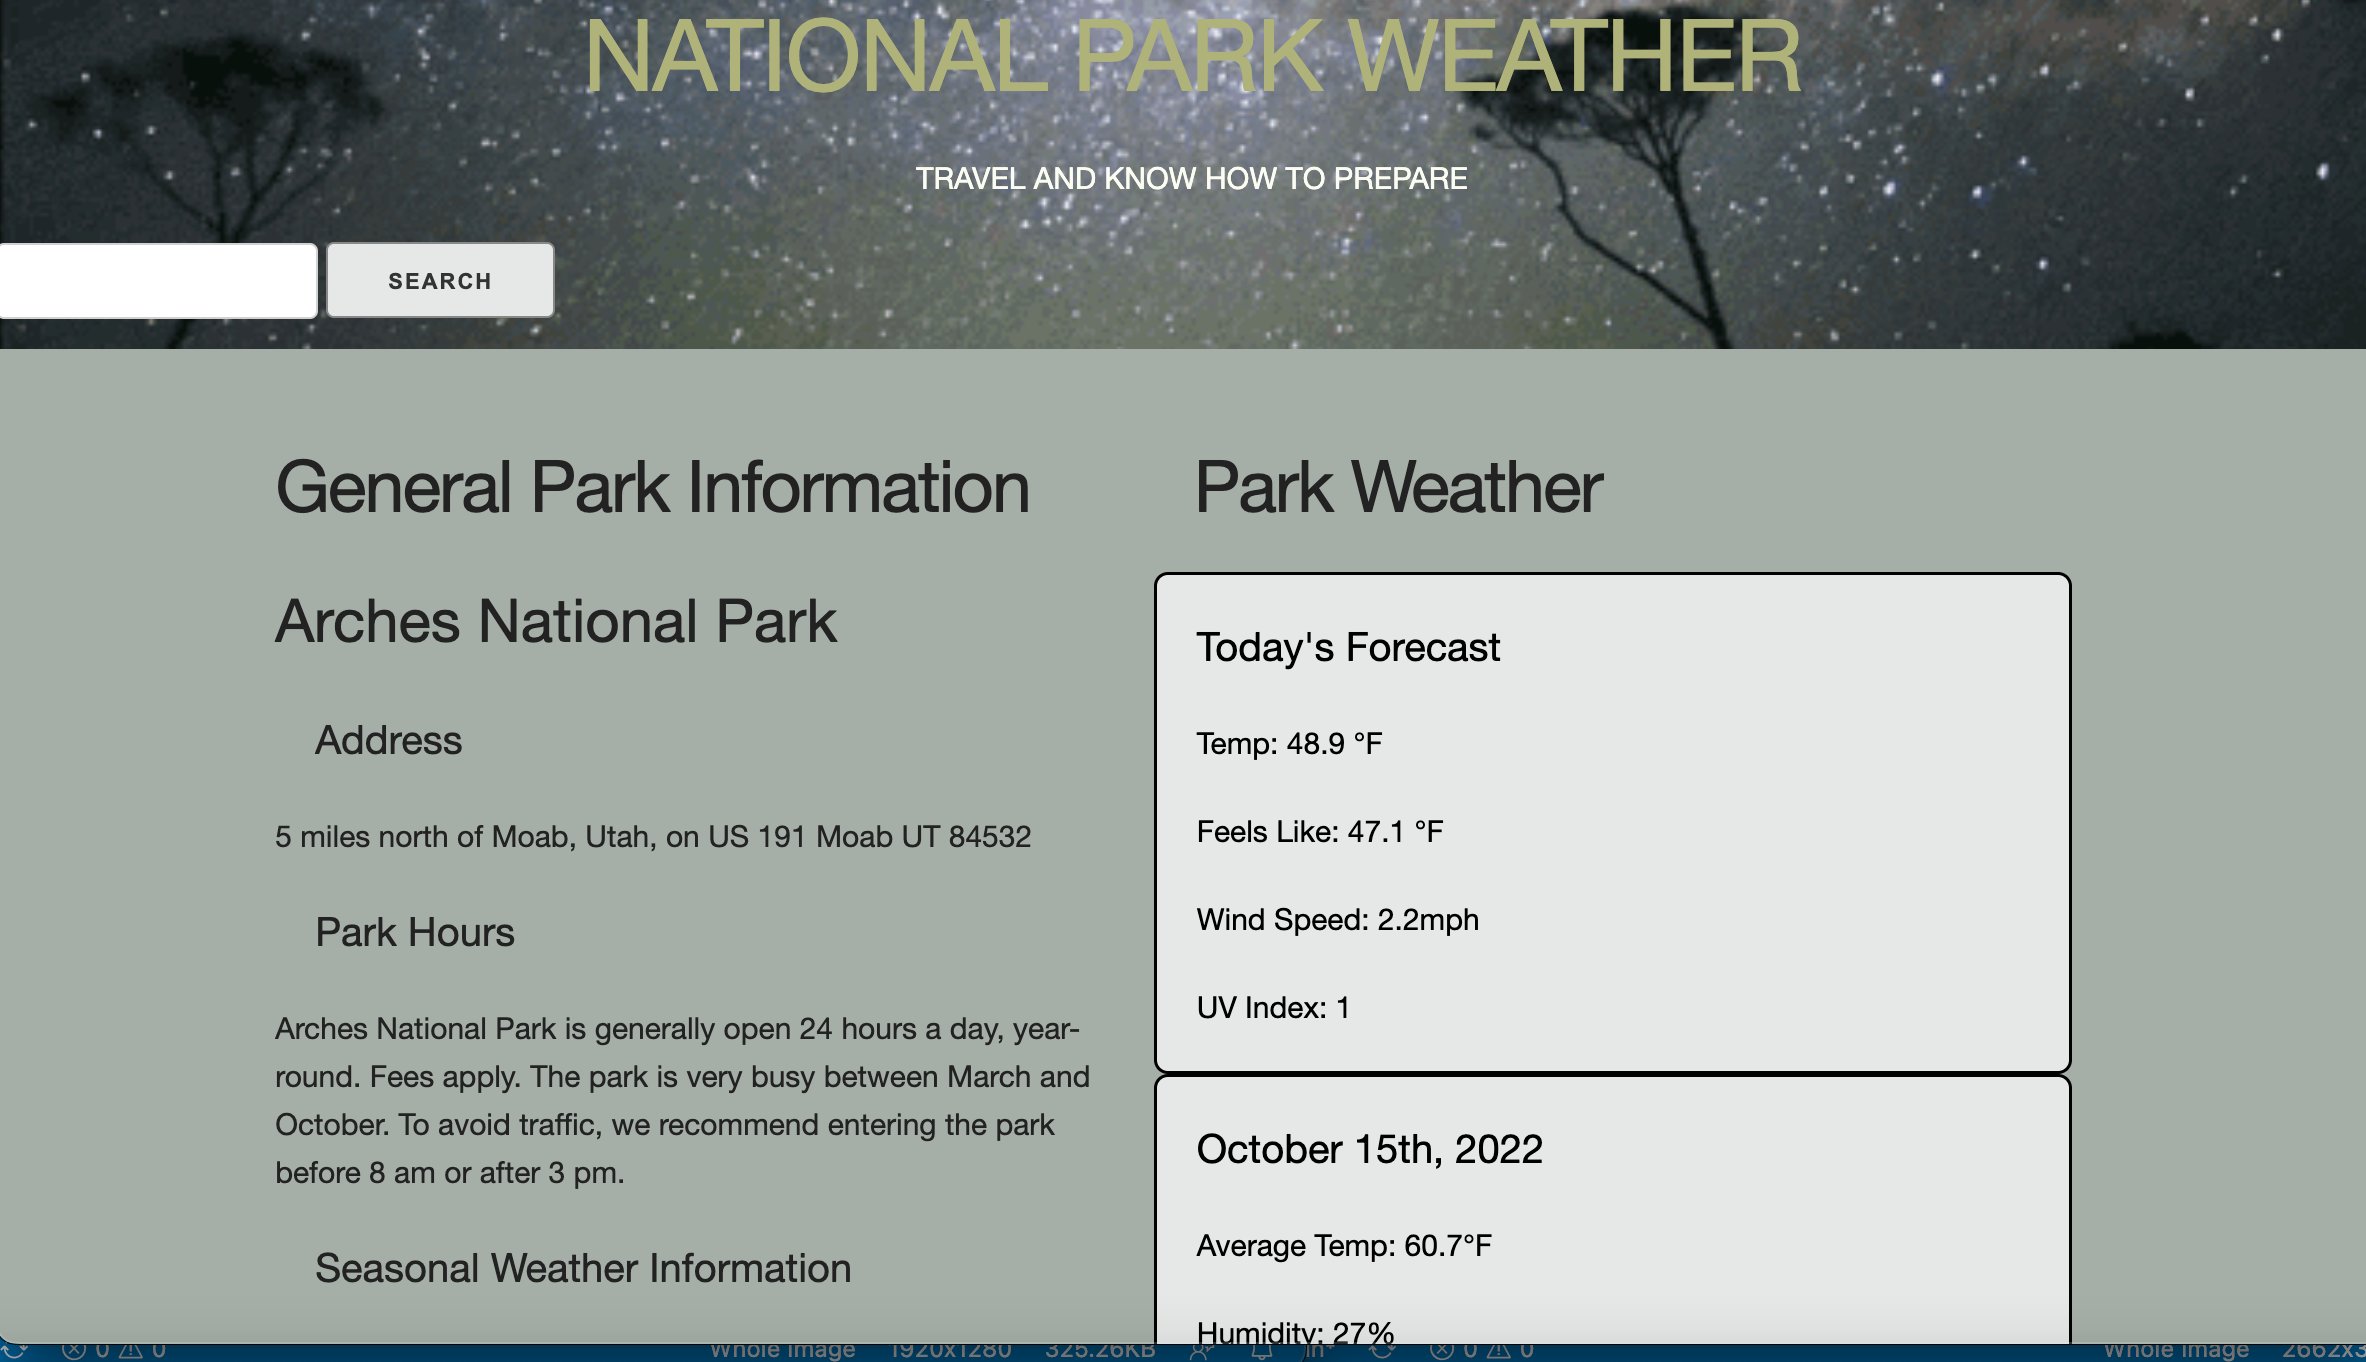 NATIONAL PARK WEATHER
TRAVEL AND KNOW HOW TO PREPARE
SEARCH
General Park Information
Arches National Park
Address
5 miles north of Moab, Utah, on US 191 Moab UT 84532
Park Hours
Arches National Park is generally open 24 hours a day, year-
round. Fees apply. The park is very busy between March and
October. To avoid traffic, we recommend entering the park
before 8 am or after 3 pm.
Seasonal Weather Information
Park Weather
Today's Forecast
Temp: 48.9 °F
Feels Like: 47.1 °F
Wind Speed: 2.2mph
UV Index: 1
October 15th, 2022
Average Temp: 60.7°F
Humidity: 27%
0 0 Whole Image 1920x1280 325.26KB 0 0 Whole Image